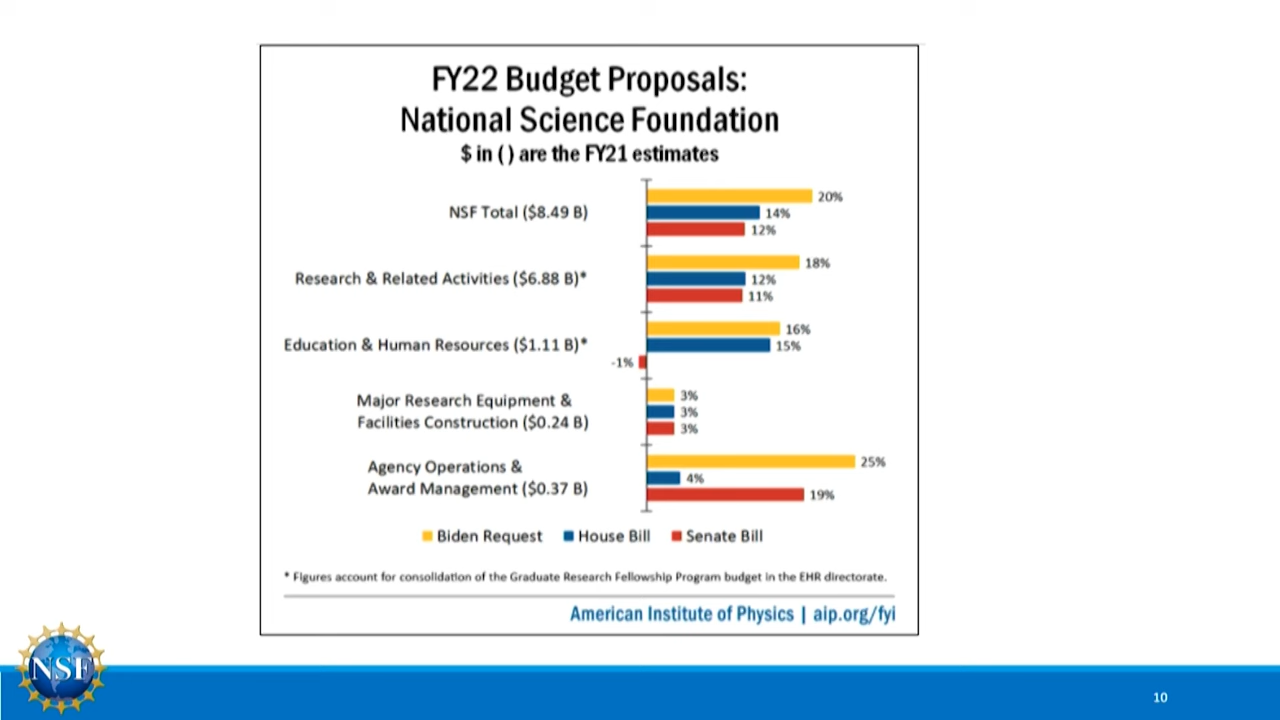 FY22 Budget Proposals:
National Science Foundation
$ in ( ) are the FY21 estimates
NSF Total ($8.49 B)
20%
14%
12%
Research & Related Activities ($6.88 B)*
18%
12%
11%
Education & Human Resources ($1.11 B)*
16%
15%
-1%
Major Research Equipment &
Facilities Construction ($0.24 B)
3%
3%
3%
Agency Operations &
Award Management ($0.37 B)
25%
4%
19%
Biden Request House Bill Senate Bill
* Figures account for consolidation of the Graduate Research Fellowship Program budget in the EHR directorate.
American Institute of Physics | aip.org/fyi
NSF
10